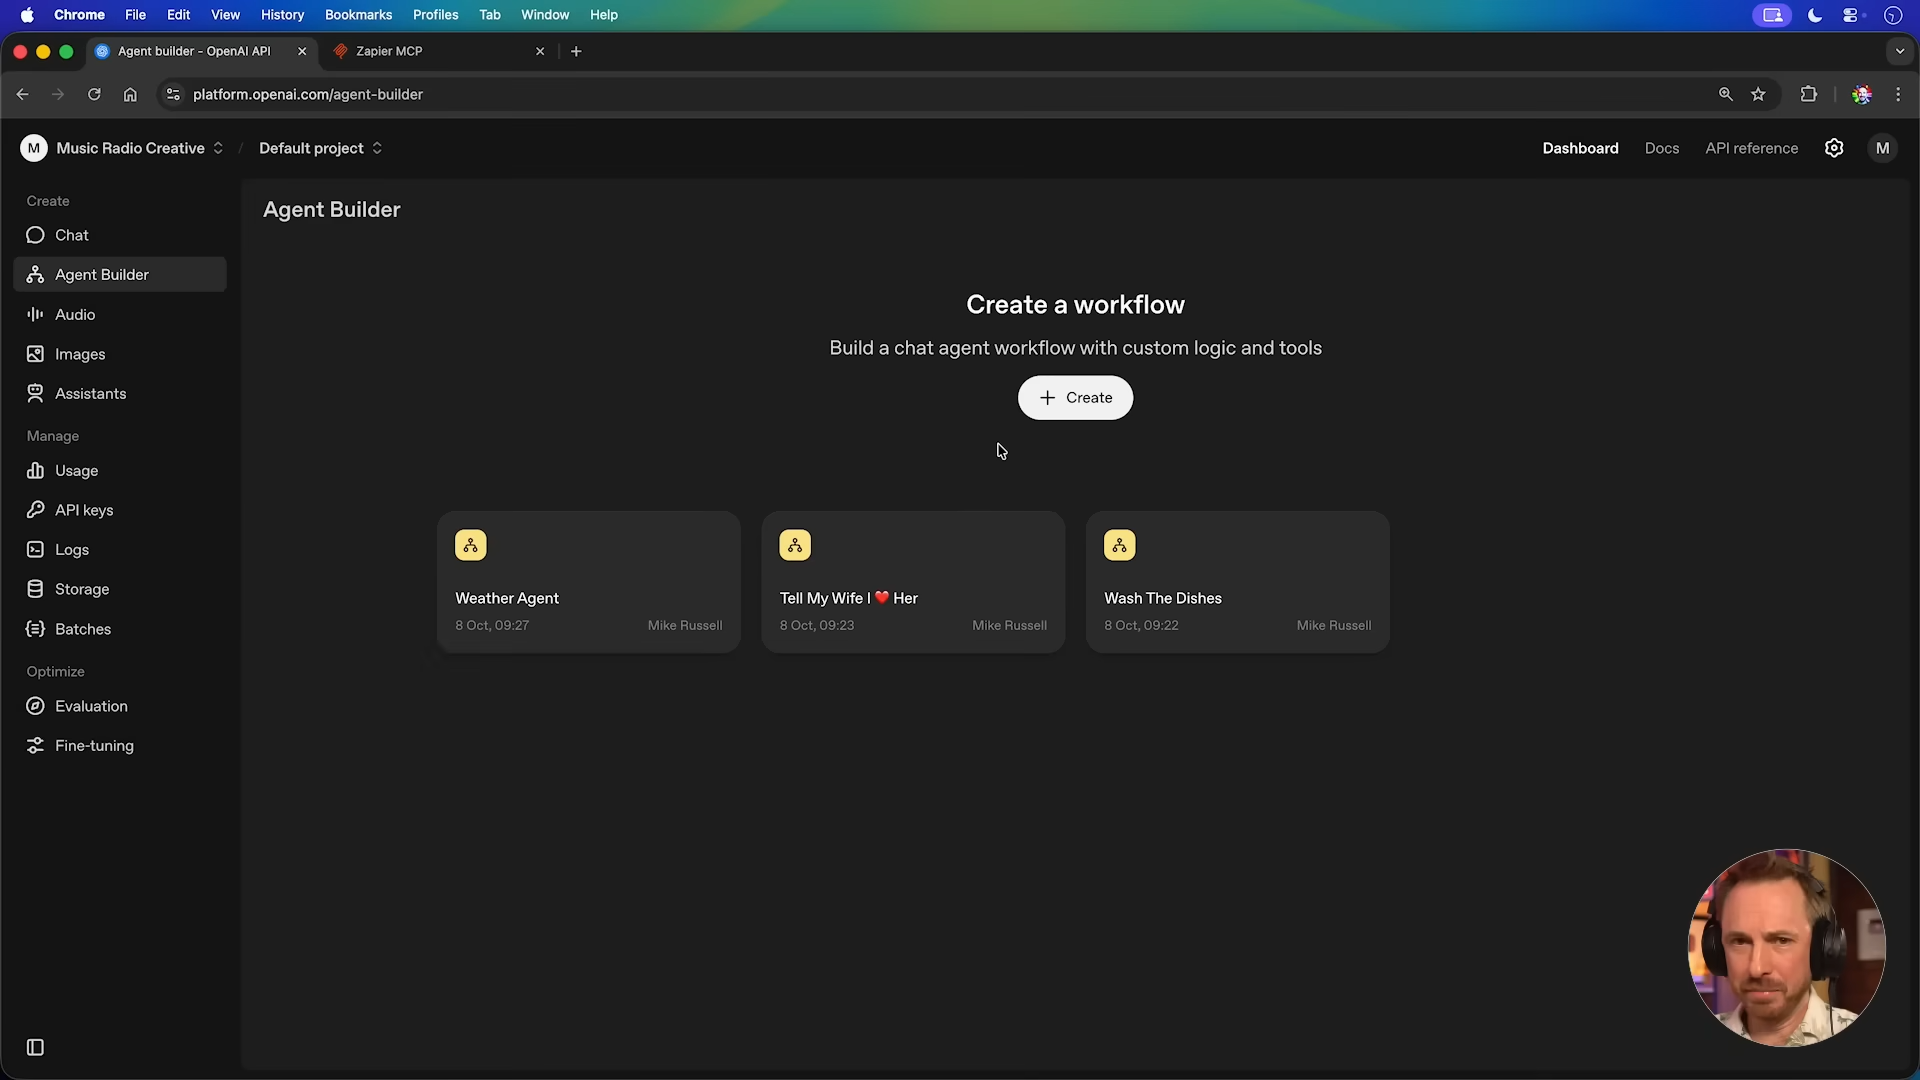 Chrome File Edit View History Bookmarks Profiles Tab Window Help
Agent builder - OpenAI API
Zapier MCP
platform.openai.com/agent-builder
M Music Radio Creative / Default project
Dashboard Docs API reference M
Create
Chat
Agent Builder
Audio
Images
Assistants
Manage
Usage
API keys
Logs
Storage
Batches
Optimize
Evaluation
Fine-tuning
Agent Builder
Create a workflow
Build a chat agent workflow with custom logic and tools
+ Create
Weather Agent
8 Oct, 09:27 Mike Russell
Tell My Wife I ❤️ Her
8 Oct, 09:23 Mike Russell
Wash The Dishes
8 Oct, 09:22 Mike Russell